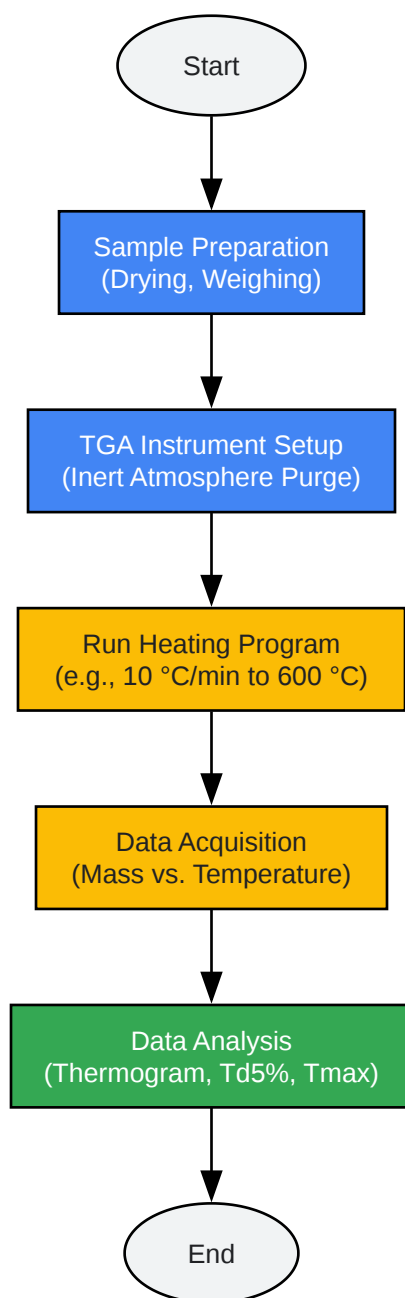 Start
Sample Preparation
(Drying, Weighing)
TGA Instrument Setup
(Inert Atmosphere Purge)
Run Heating Program
(e.g., 10 °C/min to 600 °C)
Data Acquisition
(Mass vs. Temperature)
Data Analysis
(Thermogram, Td5%, Tmax)
End